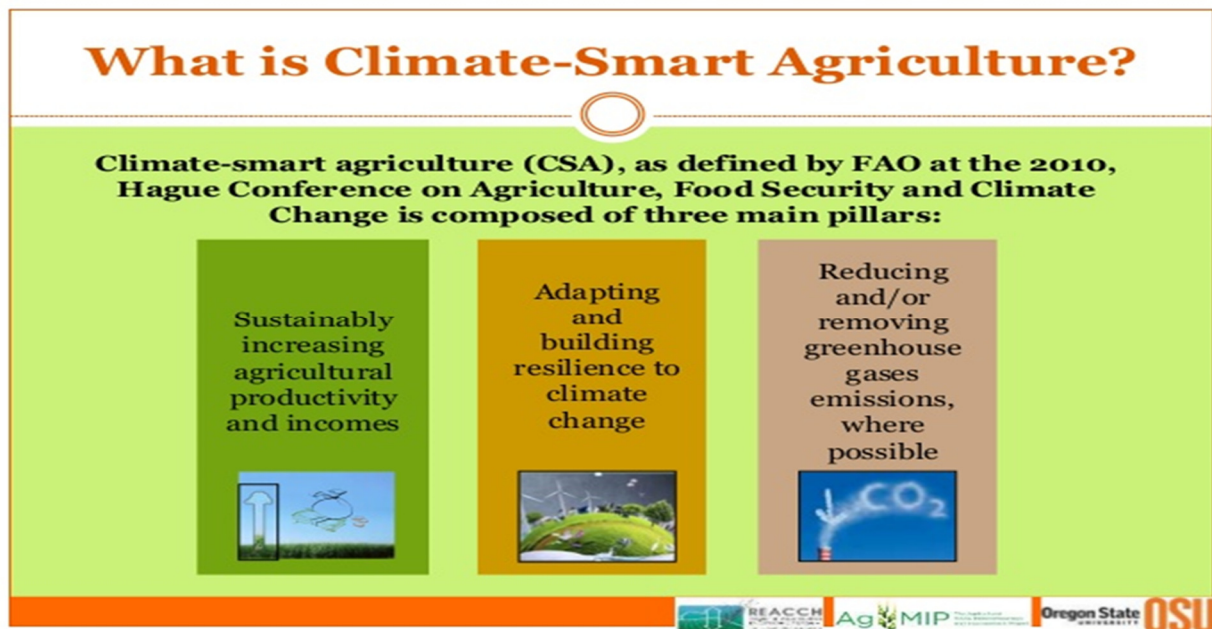 What is Climate-Smart Agriculture?
Climate-smart agriculture (CSA), as defined by FAO at the 2010,
Hague Conference on Agriculture, Food Security and Climate
Change is composed of three main pillars:
Sustainably
increasing
agricultural
productivity
and incomes
Adapting
and
building
resilience to
climate
change
Reducing
and/or
removing
greenhouse
gases
emissions,
where
possible
CO2
REACCH
AgMIP
Oregon State
UNIVERSITY
OSU